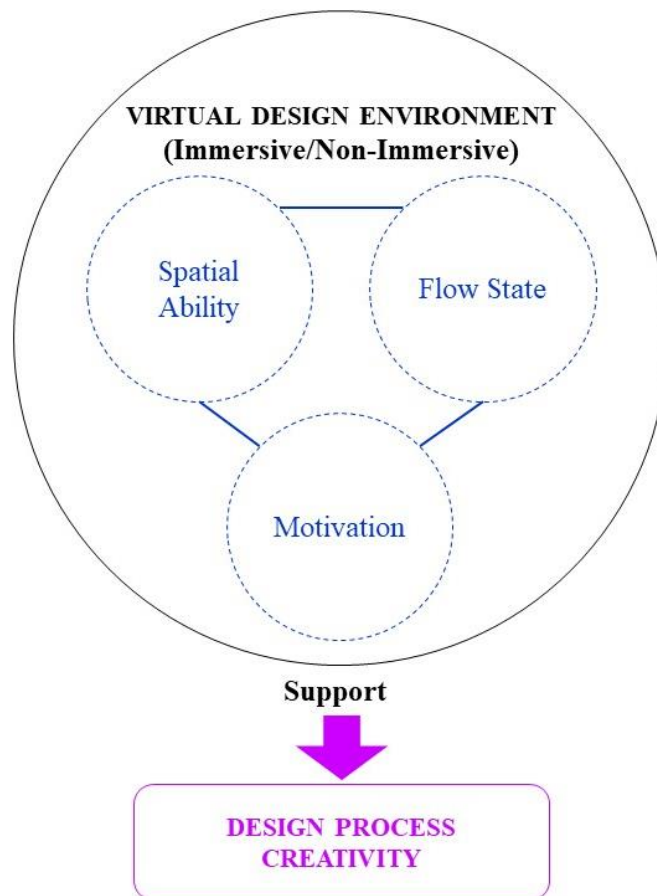 VIRTUAL DESIGN ENVIRONMENT
(Immersive/Non-Immersive)
Spatial
Ability
Flow State
Motivation
Support
DESIGN PROCESS
CREATIVITY